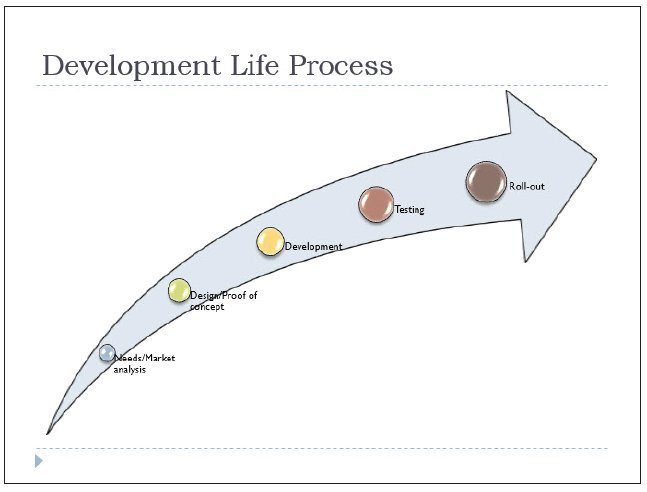 Development Life Process
Roll-out
Testing
Development
Design/Proof of
concept
Needs/Market
analysis